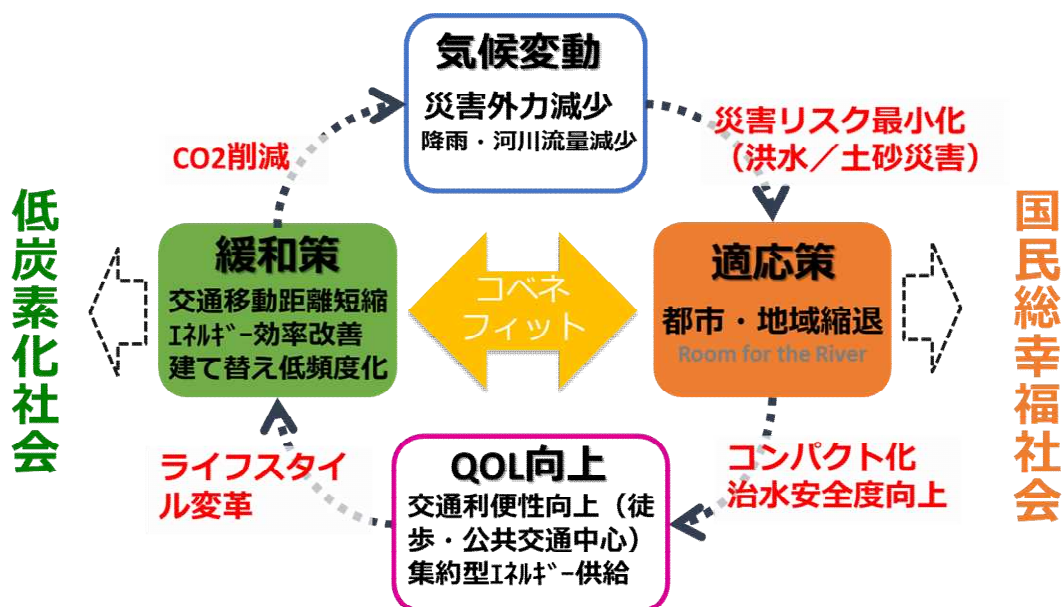 気候変動
災害外力減少
降雨・河川流量減少
CO2削減
災害リスク最小化
（洪水／土砂災害）
低炭素化社会
緩和策
交通移動距離短縮
ｴﾈﾙｷﾞｰ効率改善
建て替え低頻度化
コベネ
フィット
適応策
都市・地域縮退
Room for the River
国民総幸福社会
ライフスタイ
ル変革
QOL向上
交通利便性向上（徒
歩・公共交通中心）
集約型ｴﾈﾙｷﾞｰ供給
コンパクト化
治水安全度向上